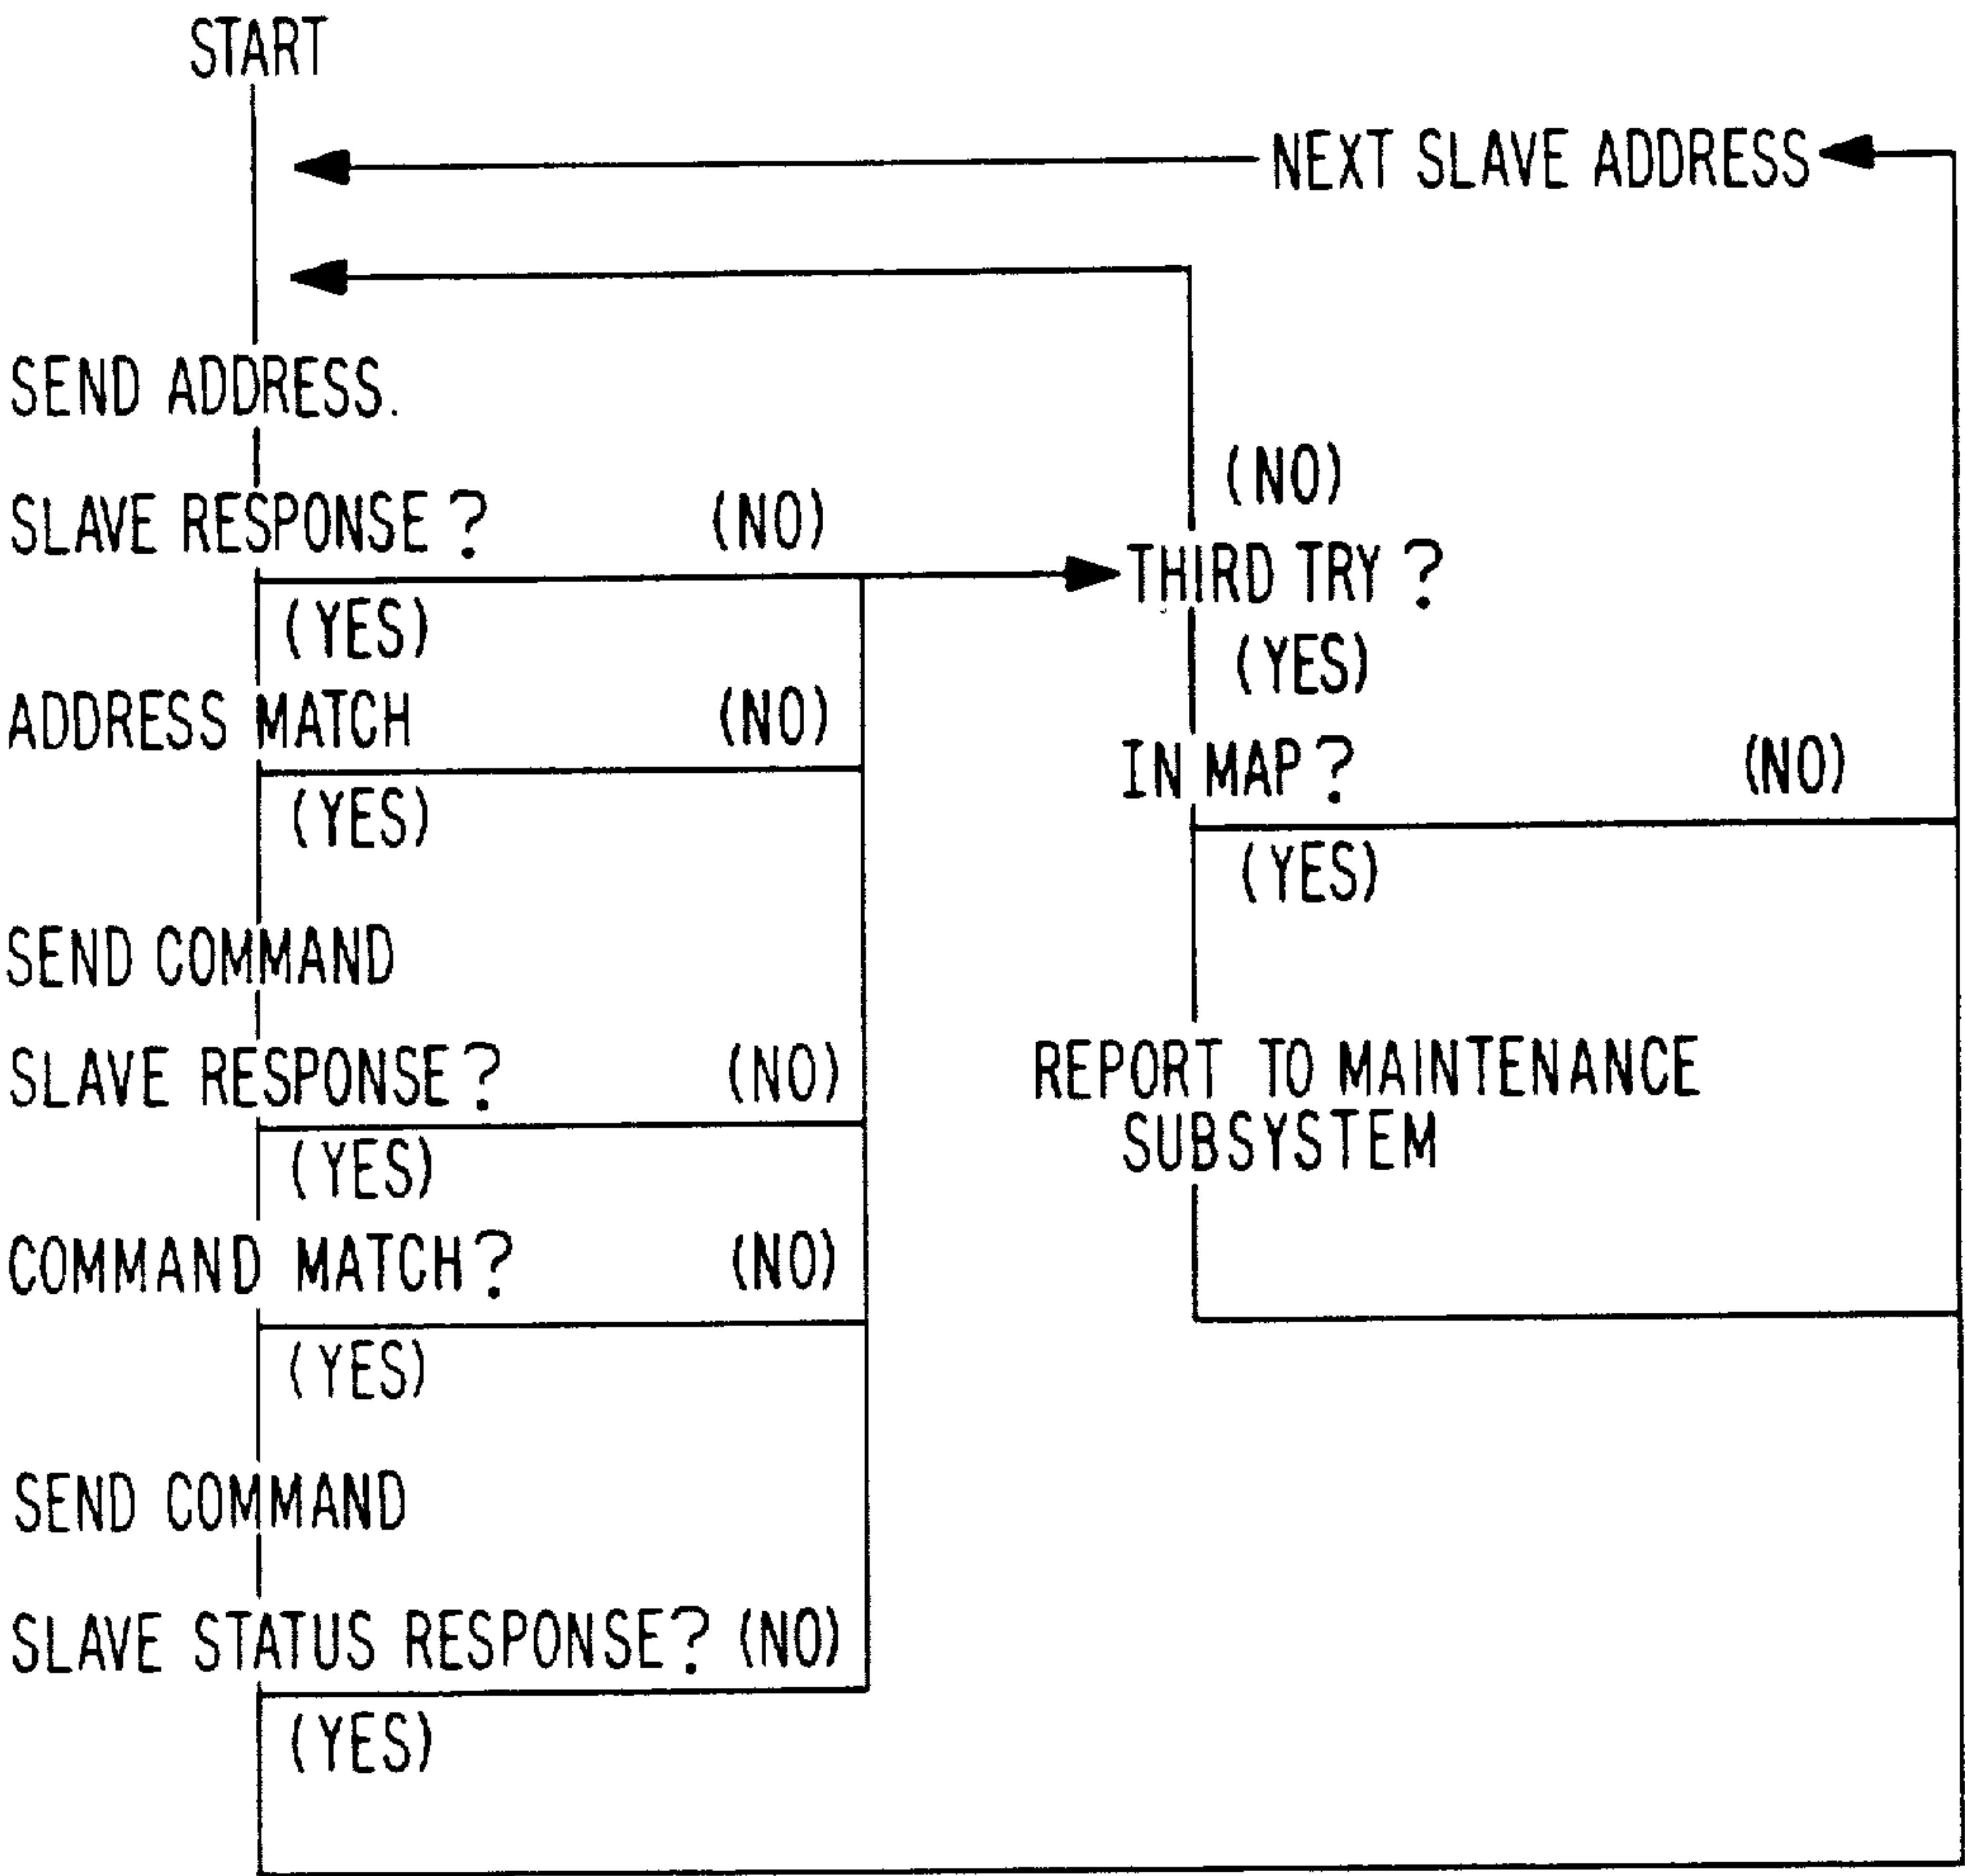 START
NEXT SLAVE ADDRESS
SEND ADDRESS.
(NO)
SLAVE RESPONSE? (NO)
THIRD TRY?
(YES)
(YES)
ADDRESS MATCH (NO)
IN MAP? (NO)
(YES)
(YES)
SEND COMMAND
SLAVE RESPONSE? (NO)
REPORT TO MAINTENANCE
SUBSYSTEM
(YES)
COMMAND MATCH? (NO)
(YES)
SEND COMMAND
SLAVE STATUS RESPONSE? (NO)
(YES)